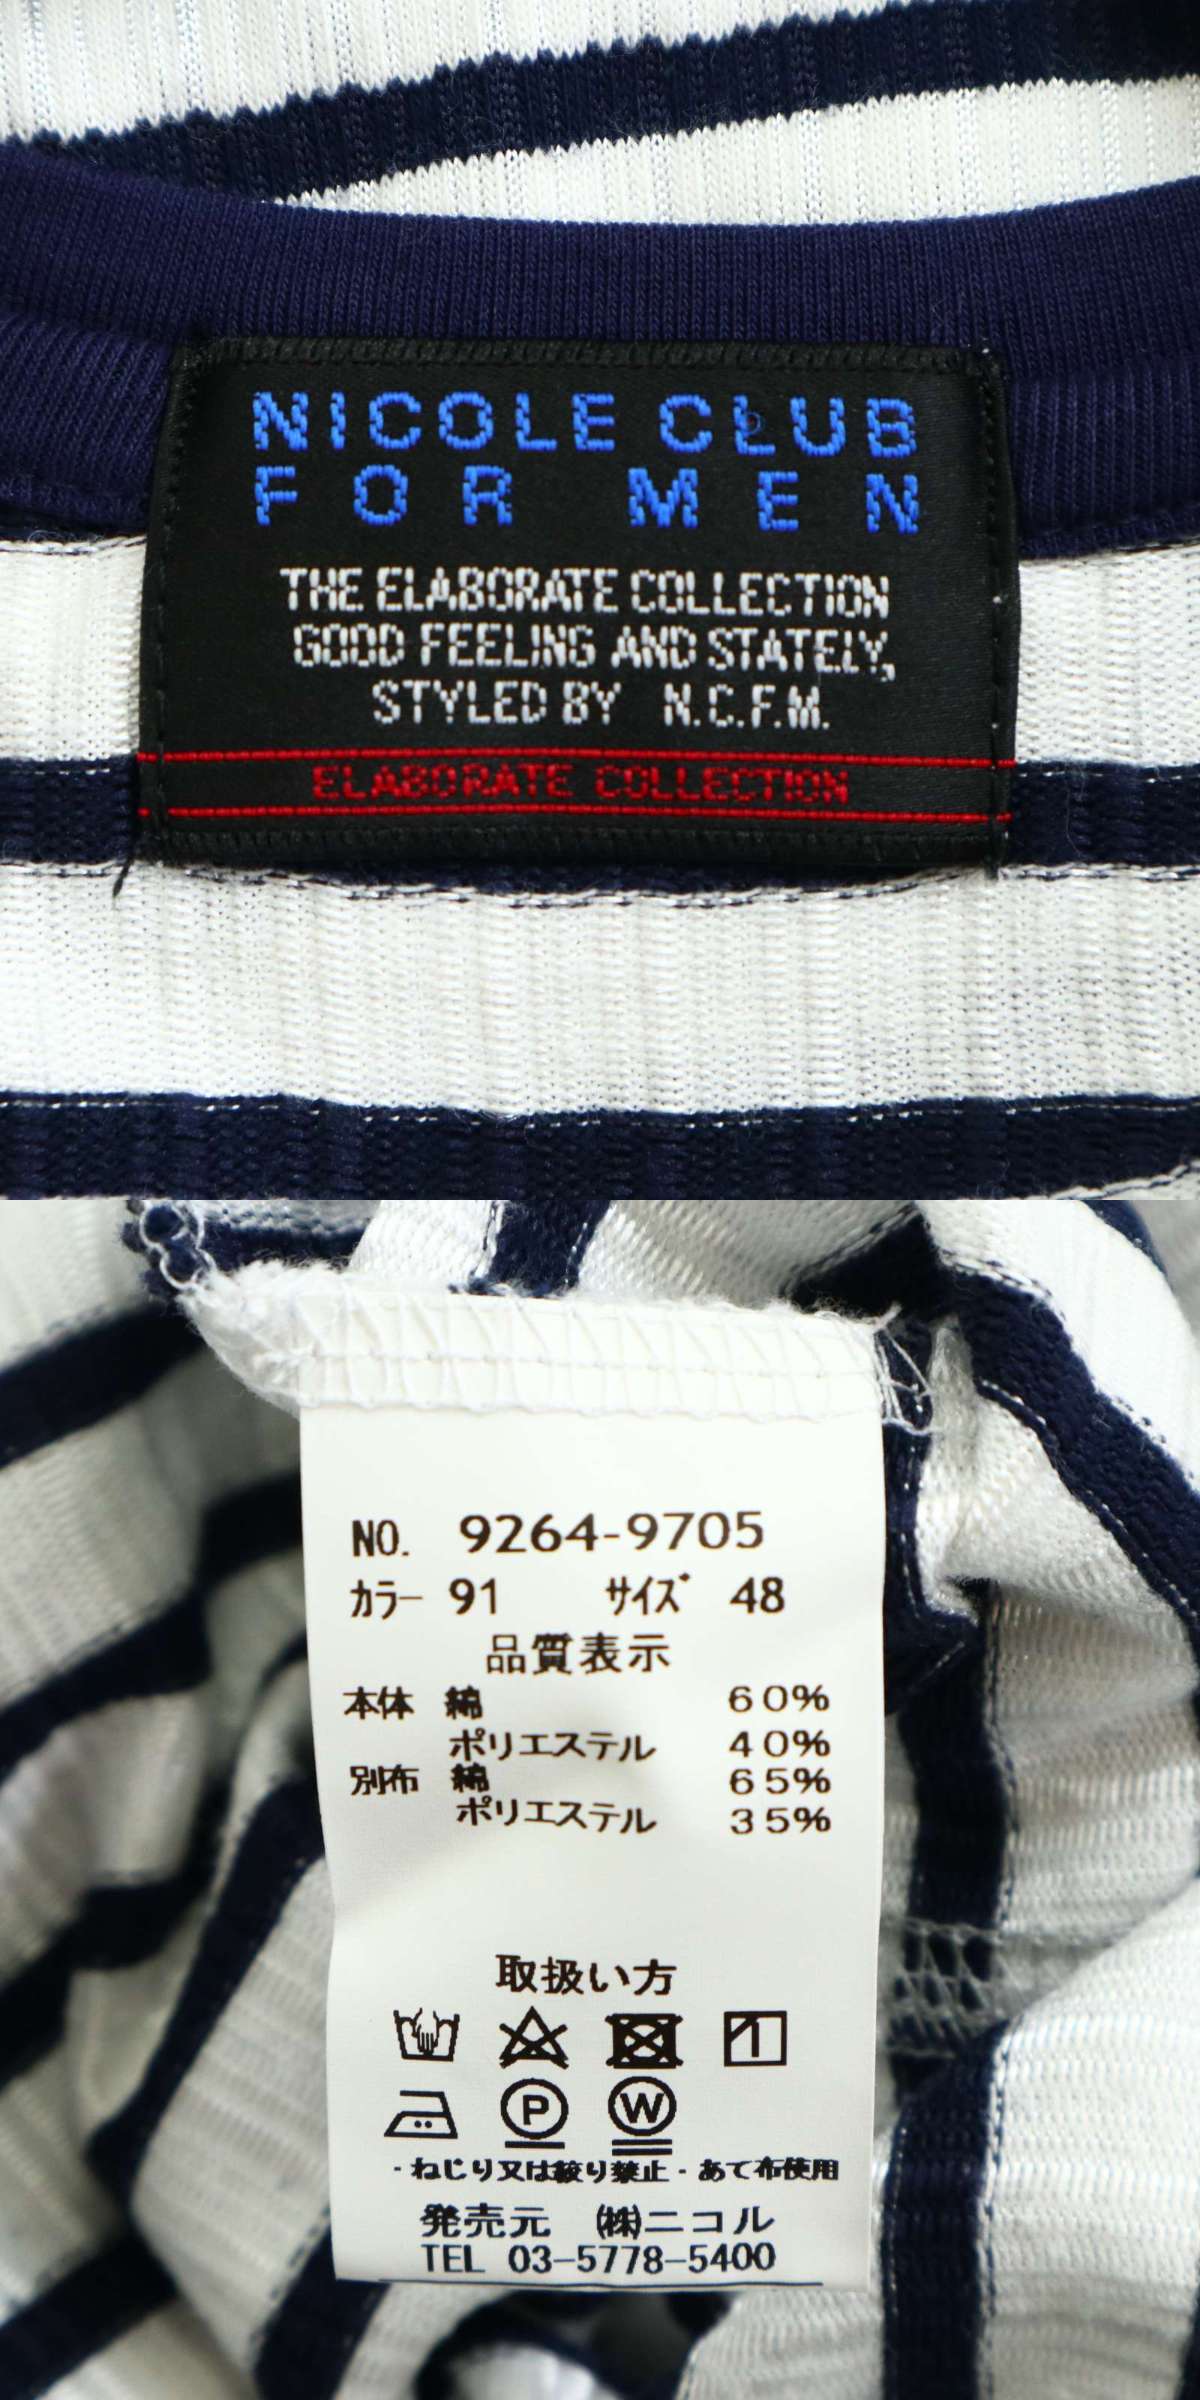 NICOLE CLUB
FOR MEN
THE ELABORATE COLLECTION
GOOD FEELING AND STATELY,
STYLED BY N.C.F.M.
ELABORATE COLLECTION
NO. 9264-9705
カラー 91 サイズ 48
品質表示
本体 綿 60%
ポリエステル 40%
別布 綿 65%
ポリエステル 35%
取扱い方
1
P W
・ねじり又は絞り禁止・あて布使用
発売元 ㈱ニコル
TEL 03-5778-5400